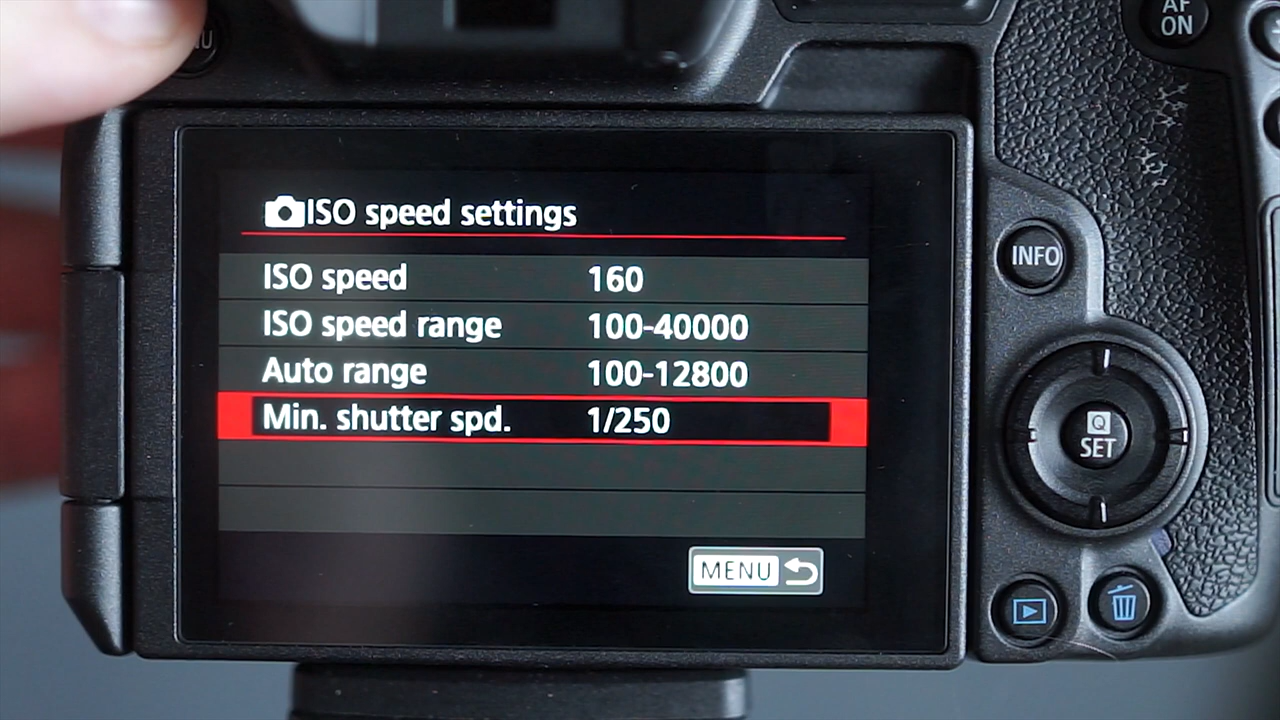 AF
ON
ISO speed settings
ISO speed 160
ISO speed range 100-40000
Auto range 100-12800
Min. shutter spd. 1/250
MENU
INFO
Q
SET